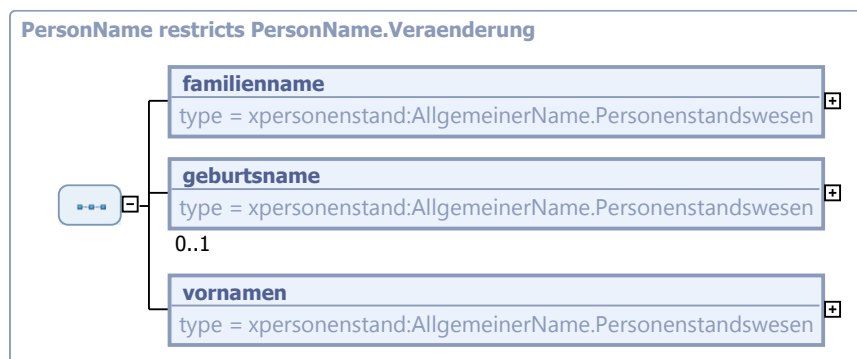 PersonName restricts PersonName.Veraenderung
familienname
type = xpersonenstand:AllgemeinerName.Personenstandswesen
geburtsname
type = xpersonenstand:AllgemeinerName.Personenstandswesen
0..1
vornamen
type = xpersonenstand:AllgemeinerName.Personenstandswesen